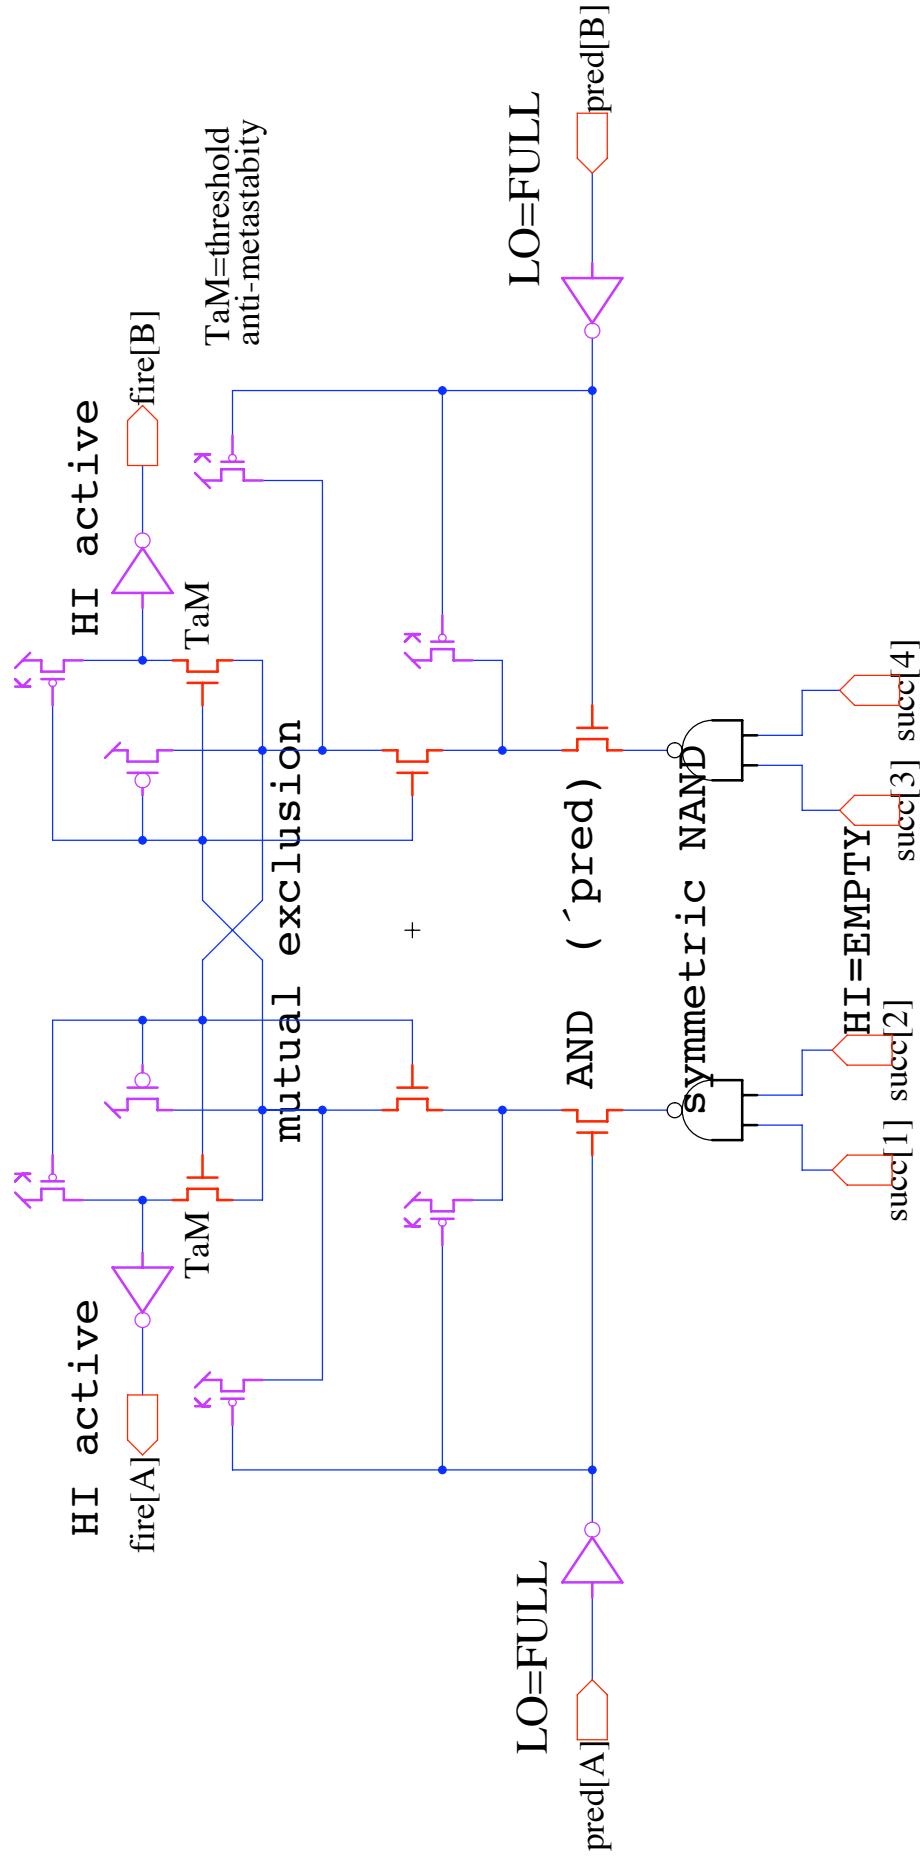 HI active
fire[A]
HI active
fire[B]
TaM
TaM
K
K
K
K
K
K
TaM=threshold
anti-metastabity
mutual exclusion
LO=FULL
pred[A]
LO=FULL
pred[B]
AND (´pred)
symmetric NAND
HI=EMPTY
succ[1]
succ[2]
succ[3]
succ[4]